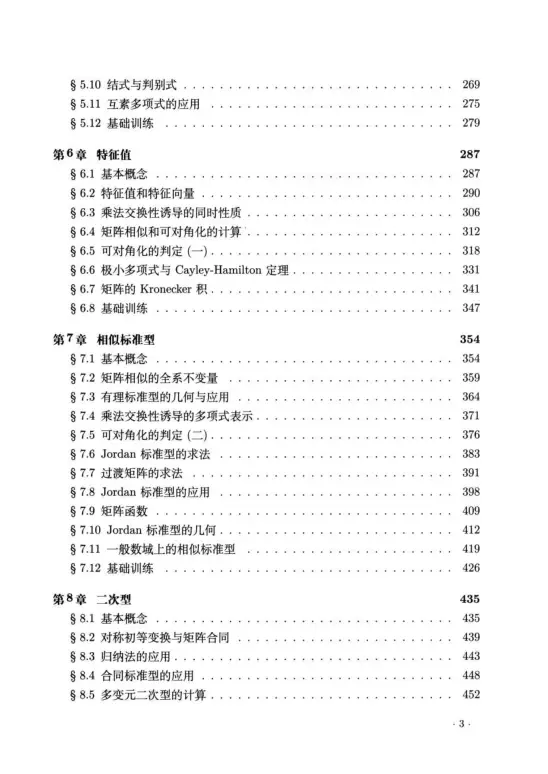 § 5.10 结式与判别式 . . . . . . . . . . . . . . . . . . . . . . . . . . . . 269
§ 5.11 互素多项式的应用 . . . . . . . . . . . . . . . . . . . . . . . . . 275
§ 5.12 基础训练 . . . . . . . . . . . . . . . . . . . . . . . . . . . . . 279
第 6 章 特征值 287
§ 6.1 基本概念 . . . . . . . . . . . . . . . . . . . . . . . . . . . . . . 287
§ 6.2 特征值和特征向量 . . . . . . . . . . . . . . . . . . . . . . . . . . 290
§ 6.3 乘法交换性诱导的同时性质 . . . . . . . . . . . . . . . . . . . . . . 306
§ 6.4 矩阵相似和可对角化的计算 . . . . . . . . . . . . . . . . . . . . . . 312
§ 6.5 可对角化的判定 (一) . . . . . . . . . . . . . . . . . . . . . . . . . 318
§ 6.6 极小多项式与 Cayley-Hamilton 定理 . . . . . . . . . . . . . . . . . . 331
§ 6.7 矩阵的 Kronecker 积 . . . . . . . . . . . . . . . . . . . . . . . . . 341
§ 6.8 基础训练 . . . . . . . . . . . . . . . . . . . . . . . . . . . . . . 347
第 7 章 相似标准型 354
§ 7.1 基本概念 . . . . . . . . . . . . . . . . . . . . . . . . . . . . . . 354
§ 7.2 矩阵相似的全系不变量 . . . . . . . . . . . . . . . . . . . . . . . . 359
§ 7.3 有理标准型的几何与应用 . . . . . . . . . . . . . . . . . . . . . . . 364
§ 7.4 乘法交换性诱导的多项式表示 . . . . . . . . . . . . . . . . . . . . . 371
§ 7.5 可对角化的判定 (二) . . . . . . . . . . . . . . . . . . . . . . . . . 376
§ 7.6 Jordan 标准型的求法 . . . . . . . . . . . . . . . . . . . . . . . . . 383
§ 7.7 过渡矩阵的求法 . . . . . . . . . . . . . . . . . . . . . . . . . . . 391
§ 7.8 Jordan 标准型的应用 . . . . . . . . . . . . . . . . . . . . . . . . . 398
§ 7.9 矩阵函数 . . . . . . . . . . . . . . . . . . . . . . . . . . . . . . 409
§ 7.10 Jordan 标准型的几何 . . . . . . . . . . . . . . . . . . . . . . . . 412
§ 7.11 一般数域上的相似标准型 . . . . . . . . . . . . . . . . . . . . . . 419
§ 7.12 基础训练 . . . . . . . . . . . . . . . . . . . . . . . . . . . . . 426
第 8 章 二次型 435
§ 8.1 基本概念 . . . . . . . . . . . . . . . . . . . . . . . . . . . . . . 435
§ 8.2 对称初等变换与矩阵合同 . . . . . . . . . . . . . . . . . . . . . . . 439
§ 8.3 归纳法的应用 . . . . . . . . . . . . . . . . . . . . . . . . . . . . 443
§ 8.4 合同标准型的应用 . . . . . . . . . . . . . . . . . . . . . . . . . . 448
§ 8.5 多变元二次型的计算 . . . . . . . . . . . . . . . . . . . . . . . . . 452
· 3 ·